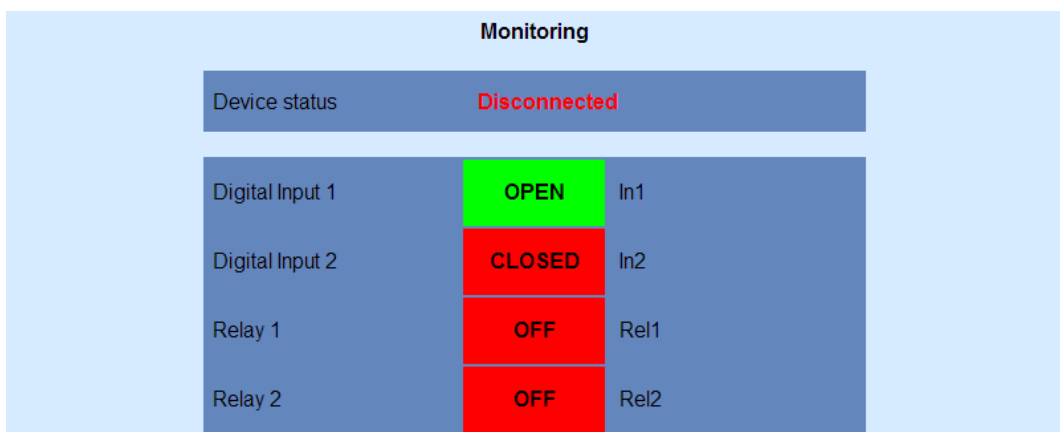 Monitoring
Device status Disconnected
Digital Input 1 OPEN In1
Digital Input 2 CLOSED In2
Relay 1 OFF Rel1
Relay 2 OFF Rel2